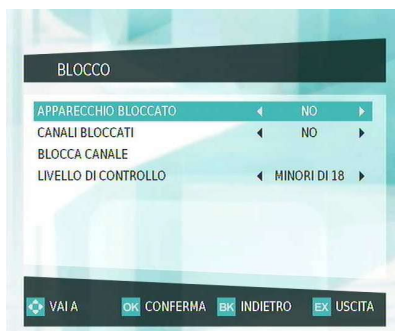 BLOCCO
APPARECCHIO BLOCCATO NO
CANALI BLOCCATI NO
BLOCCA CANALE
LIVELLO DI CONTROLLO MINORI DI 18
VAI A OK CONFERMA BK INDIETRO EX USCITA